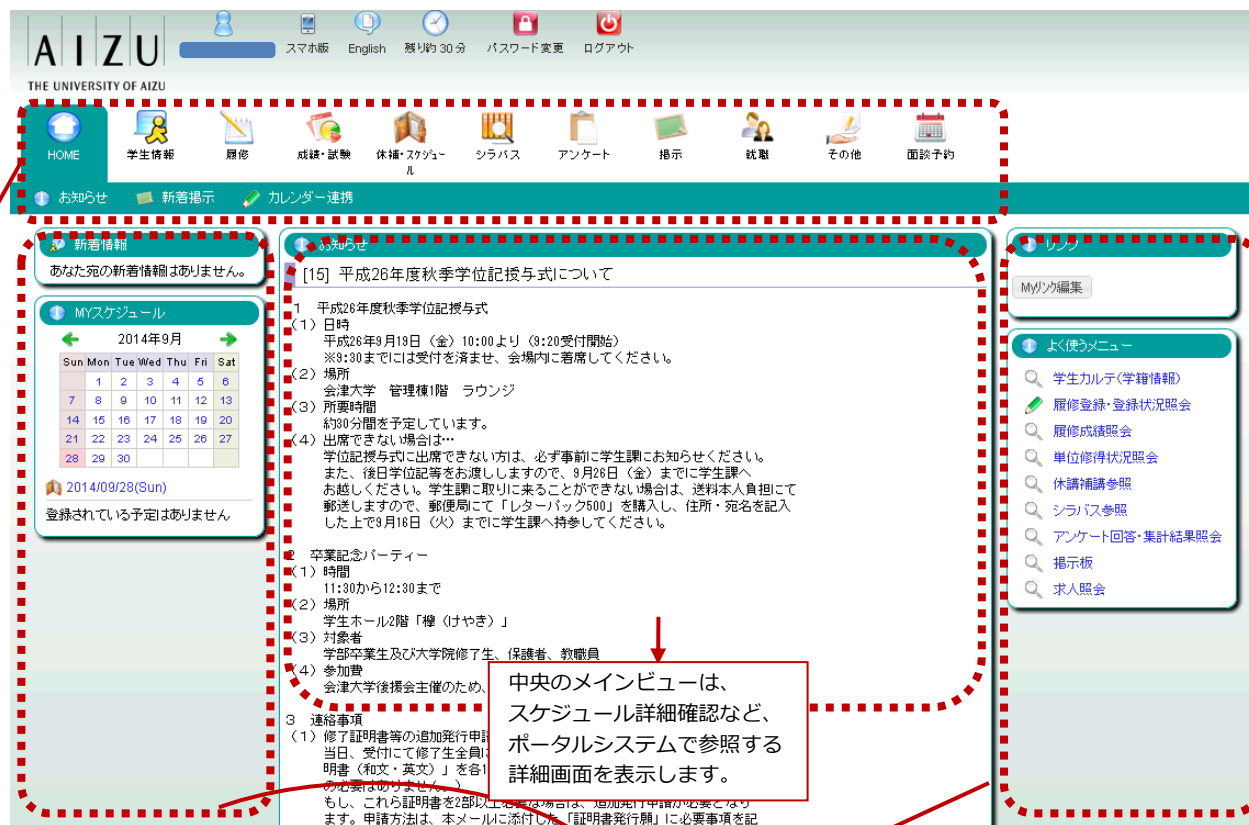 AIZU
THE UNIVERSITY OF AIZU
スマホ版 English 残り約 30 分 パスワード変更 ログアウト
HOME 学生情報 履修 成績・試験 休補・スケジュール シラバス アンケート 掲示 就職 その他 面談予約
お知らせ 新着掲示 カレンダー連携
新着情報
あなた宛の新着情報はありません。
MYスケジュール
2014年9月
Sun Mon Tue Wed Thu Fri Sat
1 2 3 4 5 6
7 8 9 10 11 12 13
14 15 16 17 18 19 20
21 22 23 24 25 26 27
28 29 30
2014/09/28(Sun)
登録されている予定はありません
お知らせ
[15] 平成26年度秋季学位記授与式について
1 平成26年度秋季学位記授与式
(1)日時
平成26年9月19日(金)10:00より(9:20受付開始)
※9:30までには受付を済ませ、会場内に着席してください。
(2)場所
会津大学 管理棟1階 ラウンジ
(3)所要時間
約30分間を予定しています。
(4)出席できない場合は…
学位記授与式に出席できない方は、必ず事前に学生課にお知らせください。
また、後日学位記等をお渡ししますので、9月26日(金)までに学生課へ
お越しください。学生課に取りに来ることができない場合は、送料本人負担にて
郵送しますので、郵便局にて「レターパック500」を購入し、住所・宛名を記入
した上で9月16日(火)までに学生課へ持参してください。
2 卒業記念パーティー
(1)時間
11:30から12:30まで
(2)場所
学生ホール2階「欅(けやき)」
(3)対象者
学部卒業生及び大学院修了生、保護者、教職員
(4)参加費
会津大学後援会主催のため、
3 連絡事項
(1)修了証明書等の追加発行申
当日、受付にて修了生全員に
明書(和文・英文)」を各1
の必要はありません。)
もし、これら証明書を2部以上必要な場合は、追加発行申請が必要となり
ます。申請方法は、本メールに添付した「証明書発行願」に必要事項を記
中央のメインビューは、
スケジュール詳細確認など、
ポータルシステムで参照する
詳細画面を表示します。
リンク
Myリンク編集
よく使うメニュー
学生カルテ(学籍情報)
履修登録・登録状況照会
履修成績照会
単位修得状況照会
休講補講参照
シラバス参照
アンケート回答・集計結果照会
掲示板
求人照会